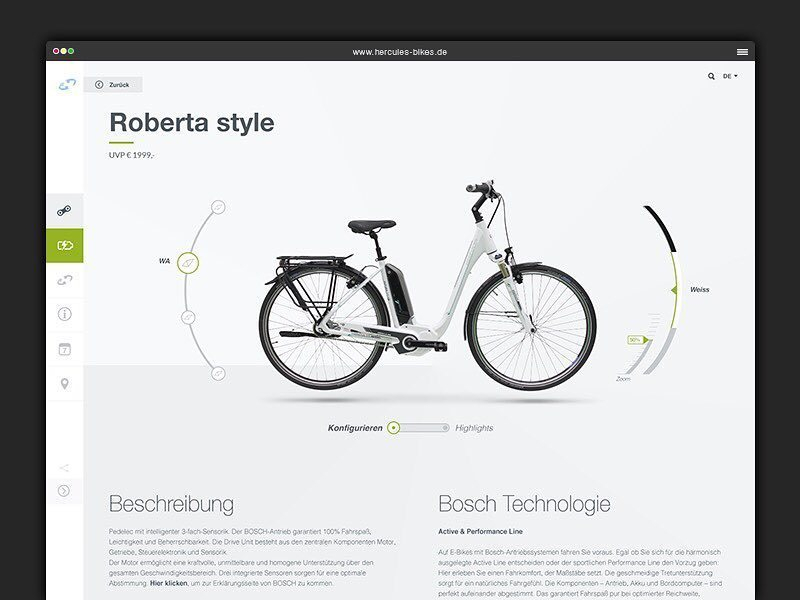 www.hercules-bikes.de
Zurück
DE
Roberta style
UVP € 1999,-
WA
Weiss
50%
Zoom
7
Konfigurieren
Highlights
Beschreibung
Pedelec mit intelligenter 3-fach-Sensorik. Der BOSCH-Antrieb garantiert 100% Fahrspaß,
Leichtigkeit und Beherrschbarkeit. Die Drive Unit besteht aus den zentralen Komponenten Motor,
Getriebe, Steuerelektronik und Sensorik.
Der Motor ermöglicht eine kraftvolle, unmittelbare und homogene Unterstützung über den
gesamten Geschwindigkeitsbereich. Drei integrierte Sensoren sorgen für eine optimale
Abstimmung. Hier klicken, um zur Erklärungsseite von BOSCH zu kommen.
Bosch Technologie
Active & Performance Line
Auf E-Bikes mit Bosch-Antriebssystemen fahren Sie voraus. Egal ob Sie sich für die harmonisch
ausgelegte Active Line entscheiden oder der sportlichen Performance Line den Vorzug geben:
Hier erleben Sie einen Fahrkomfort, der Maßstäbe setzt. Die geschmeidige Tretunterstützung
sorgt für natürliches Fahrgefühl. Die Komponenten – Antrieb, Akku und Bordcomputer – sind
perfekt aufeinander abgestimmt. Das garantiert Fahrspaß pur bei optimierter Reichweite,